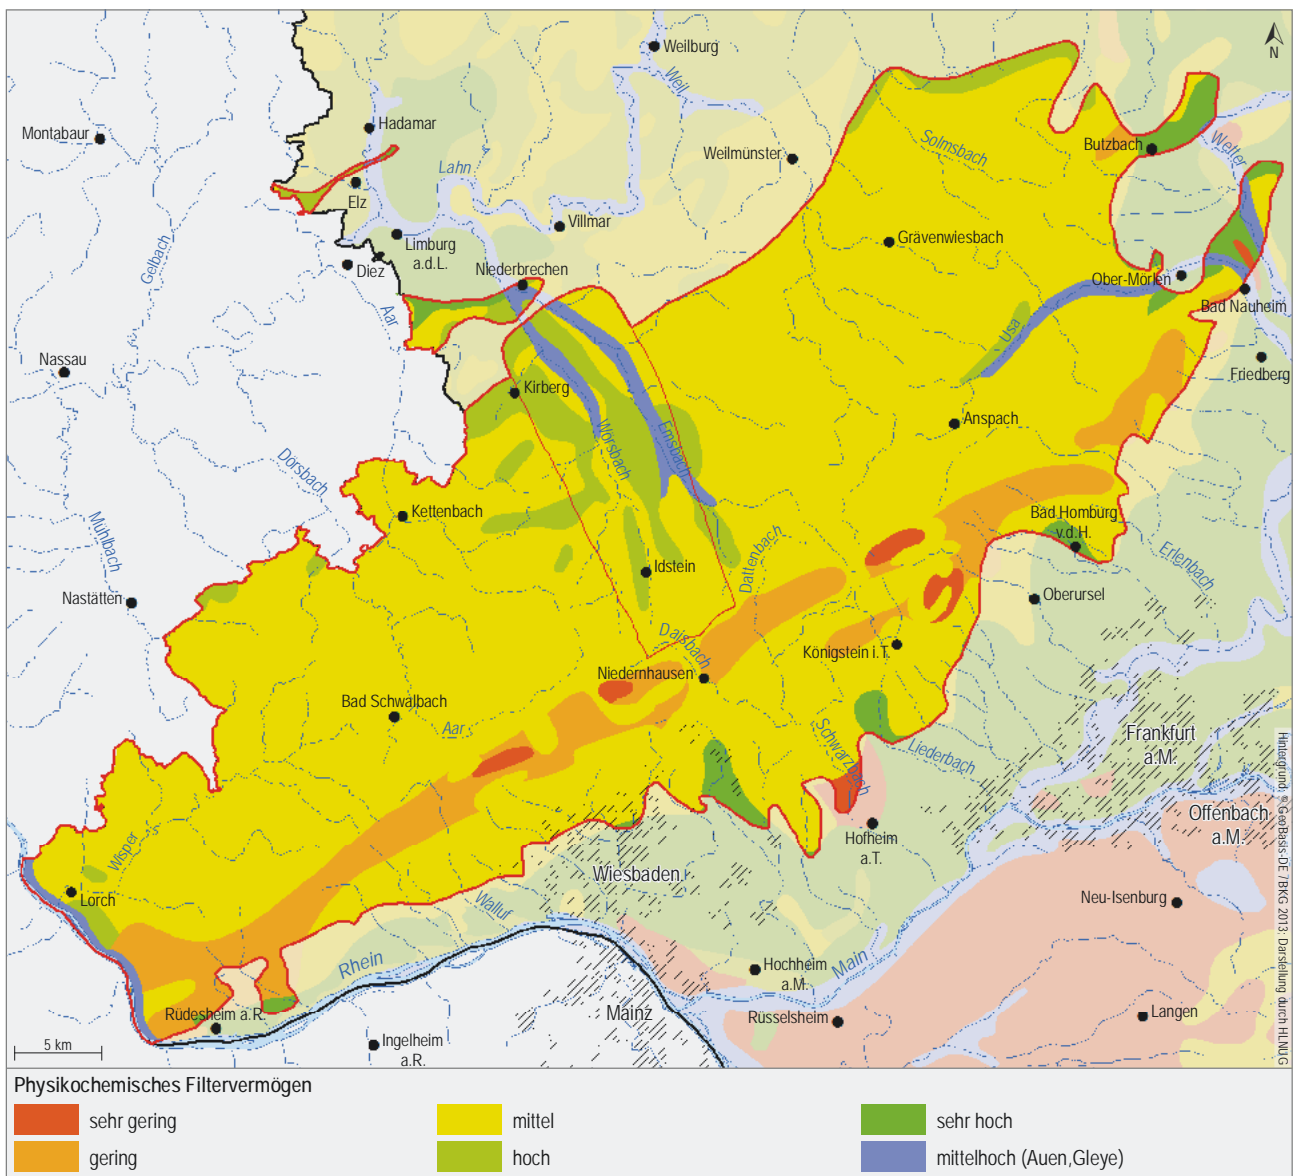 N
Weilburg
Weil
Montabaur
Hadamar
Solmsbach
Butzbach
Wetter
Weilmünster
Lahn
Elz
Villmar
Gelbach
Limburg
a.d.L.
Grävenwiesbach
Diez
Niederbrechen
Ober-Mörlen
Bad Nauheim
Aar
Usa
Nassau
Friedberg
Kirberg
Anspach
Wörsbach
Emsbach
Dörsbach
Kettenbach
Bad Homburg
v.d.H.
Mühlbach
Dattenbach
Erlenbach
Idstein
Nastätten
Oberursel
Daisbach
Königstein i.T.
Niedernhausen
Bad Schwalbach
Aar
Schwarzbach
Liederbach
Frankfurt
a.M.
Offenbach
a.M.
Hofheim
a.T.
Wisper
Wiesbaden
Lorch
Neu-Isenburg
Walluf
Rhein
Main
Hochheim
a.M.
Rüdesheim a.R.
Mainz
Rüsselsheim
Langen
Ingelheim
a.R.
5 km
Hintergrund: © GeoBasis-DE / BKG 2013; Darstellung durch HLNUG
Physikochemisches Filtervermögen
sehr gering
mittel
sehr hoch
gering
hoch
mittelhoch (Auen,Gleye)